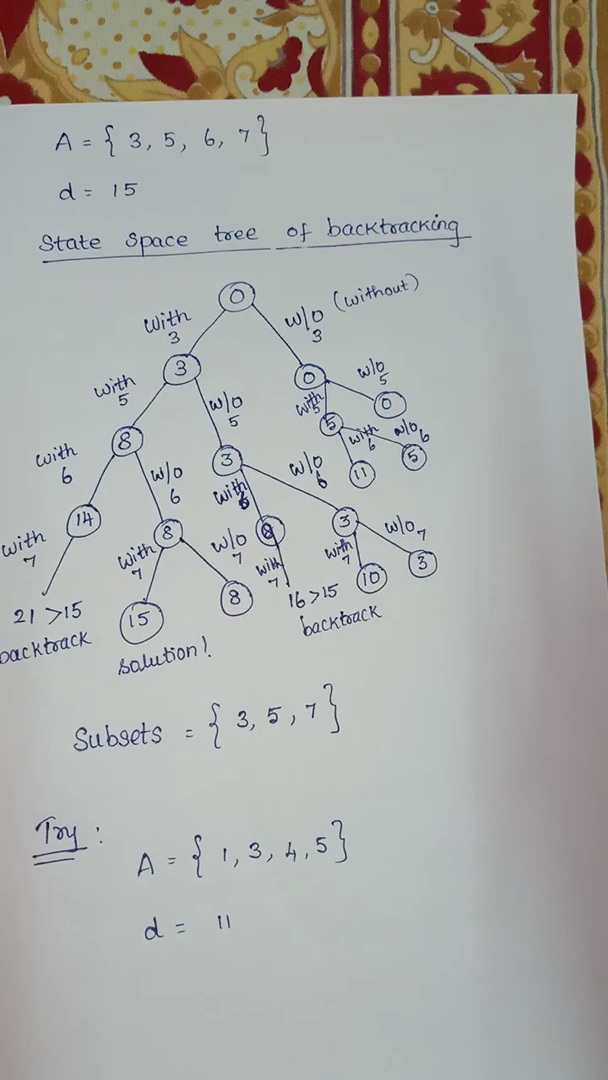 A = { 3, 5, 6, 7 }
d = 15
State space tree of backtracking
0
with 3
w/o 3 (without)
3
0
with 5
w/o 5
with 5
w/o 5
8
3
5
0
with 6
w/o 6
with 6
w/o 6
with 6
w/o 6
14
8
3
11
5
with 7
with 7
w/o 7
with 7
with 7
w/o 7
21 >15
backtrack
15
8
16 >15
backtrack
10
3
solution!
Subsets = { 3, 5, 7 }
Try :
A = { 1, 3, 4, 5 }
d = 11